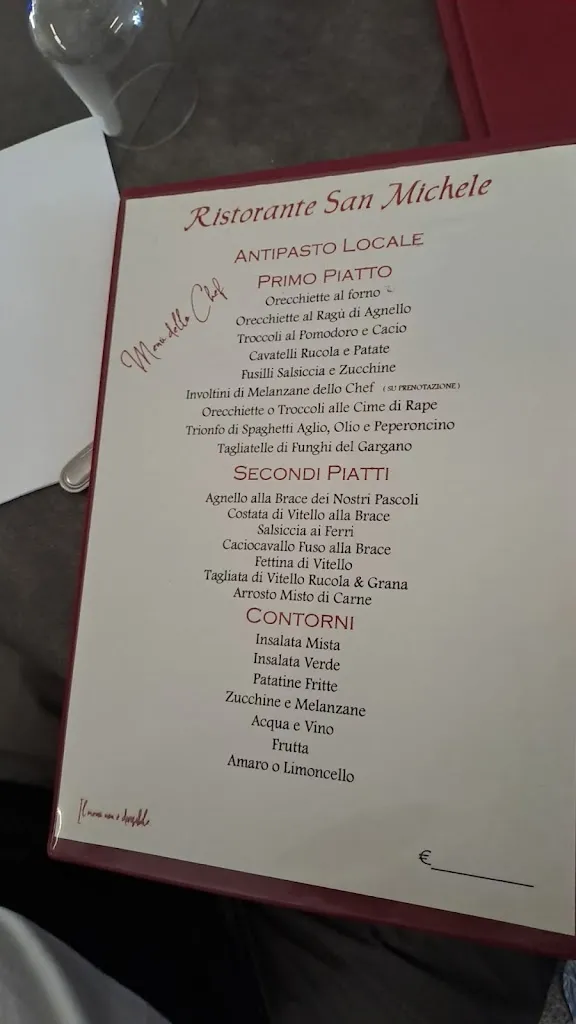 Ristorante San Michele
ANTIPASTO LOCALE
Menu dello Chef
PRIMO PIATTO
Orecchiette al forno
Orecchiette al Ragù di Agnello
Troccoli al Pomodoro e Cacio
Cavatelli Rucola e Patate
Fusilli Salsiccia e Zucchine
Involtini di Melanzane dello Chef (SU PRENOTAZIONE)
Orecchiette o Troccoli alle Cime di Rape
Trionfo di Spaghetti Aglio, Olio e Peperoncino
Tagliatelle di Funghi del Gargano
SECONDI PIATTI
Agnello alla Brace dei Nostri Pascoli
Costata di Vitello alla Brace
Salsiccia ai Ferri
Caciocavallo Fuso alla Brace
Fettina di Vitello
Tagliata di Vitello Rucola & Grana
Arrosto Misto di Carne
CONTORNI
Insalata Mista
Insalata Verde
Patatine Fritte
Zucchine e Melanzane
Acqua e Vino
Frutta
Amaro o Limoncello
Il menu non è
€